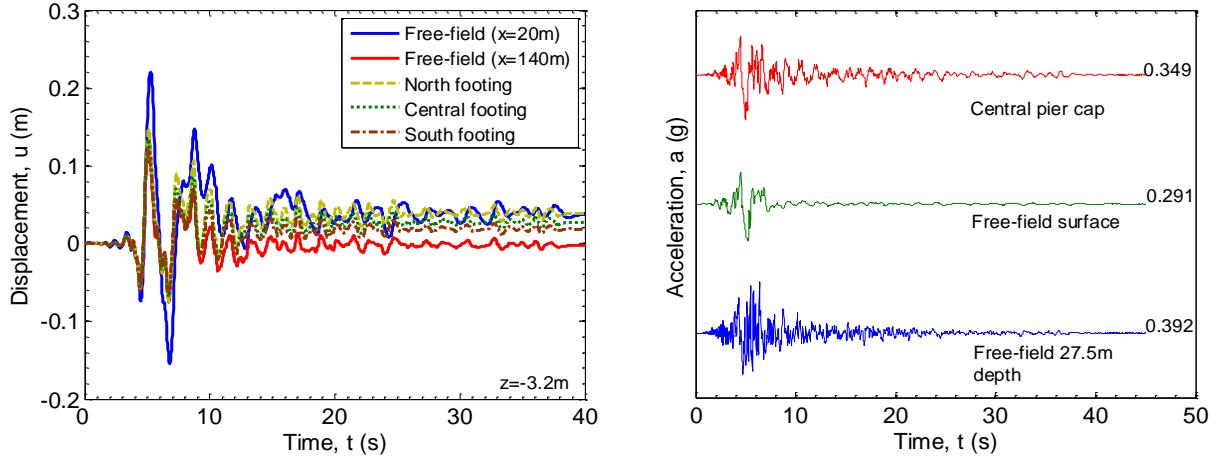 0.3
0.2
0.1
0
-0.1
-0.2
Displacement, u (m)
Free-field (x=20m)
Free-field (x=140m)
North footing
Central footing
South footing
z=-3.2m
0 10 20 30 40
Time, t (s)
Acceleration, a (g)
0.349
Central pier cap
0.291
Free-field surface
0.392
Free-field 27.5m
depth
0 10 20 30 40 50
Time, t (s)